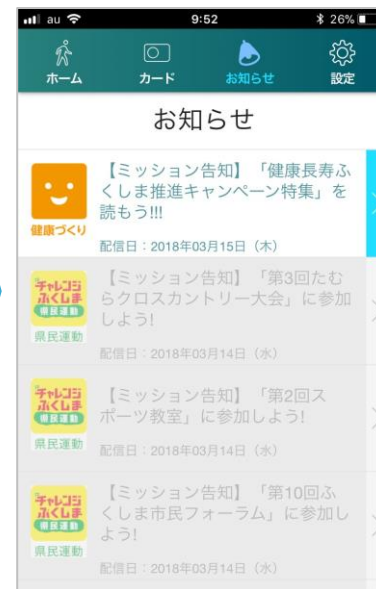 au 9:52 26%
ホーム カード お知らせ 設定
お知らせ
【ミッション告知】「健康長寿ふ
くしま推進キャンペーン特集」を
読もう!!!
健康づくり
配信日：2018年03月15日（木）
チャレンジ
ふくしま
県民運動
【ミッション告知】「第3回たむ
らクロスカントリー大会」に参加
しよう!
県民運動
配信日：2018年03月14日（水）
チャレンジ
ふくしま
県民運動
【ミッション告知】「第2回ス
ポーツ教室」に参加しよう!
県民運動
配信日：2018年03月14日（水）
チャレンジ
ふくしま
県民運動
【ミッション告知】「第10回ふ
くしま市民フォーラム」に参加し
よう!
県民運動
配信日：2018年03月14日（水）